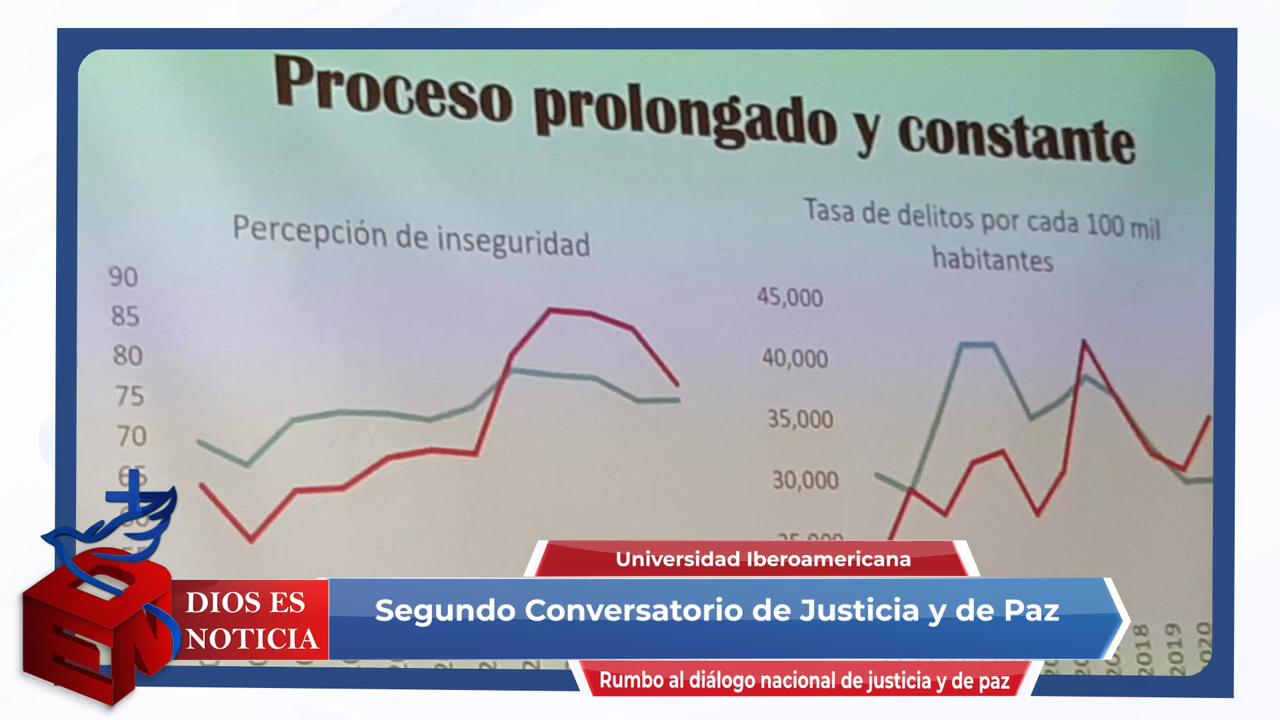 Proceso prolongado y constante
Percepción de inseguridad
90
85
80
75
70
65
Tasa de delitos por cada 100 mil
habitantes
45,000
40,000
35,000
30,000
2018
2019
2020
Universidad Iberoamericana
DIOS ES
NOTICIA
Segundo Conversatorio de Justicia y de Paz
Rumbo al diálogo nacional de justicia y de paz
DEN